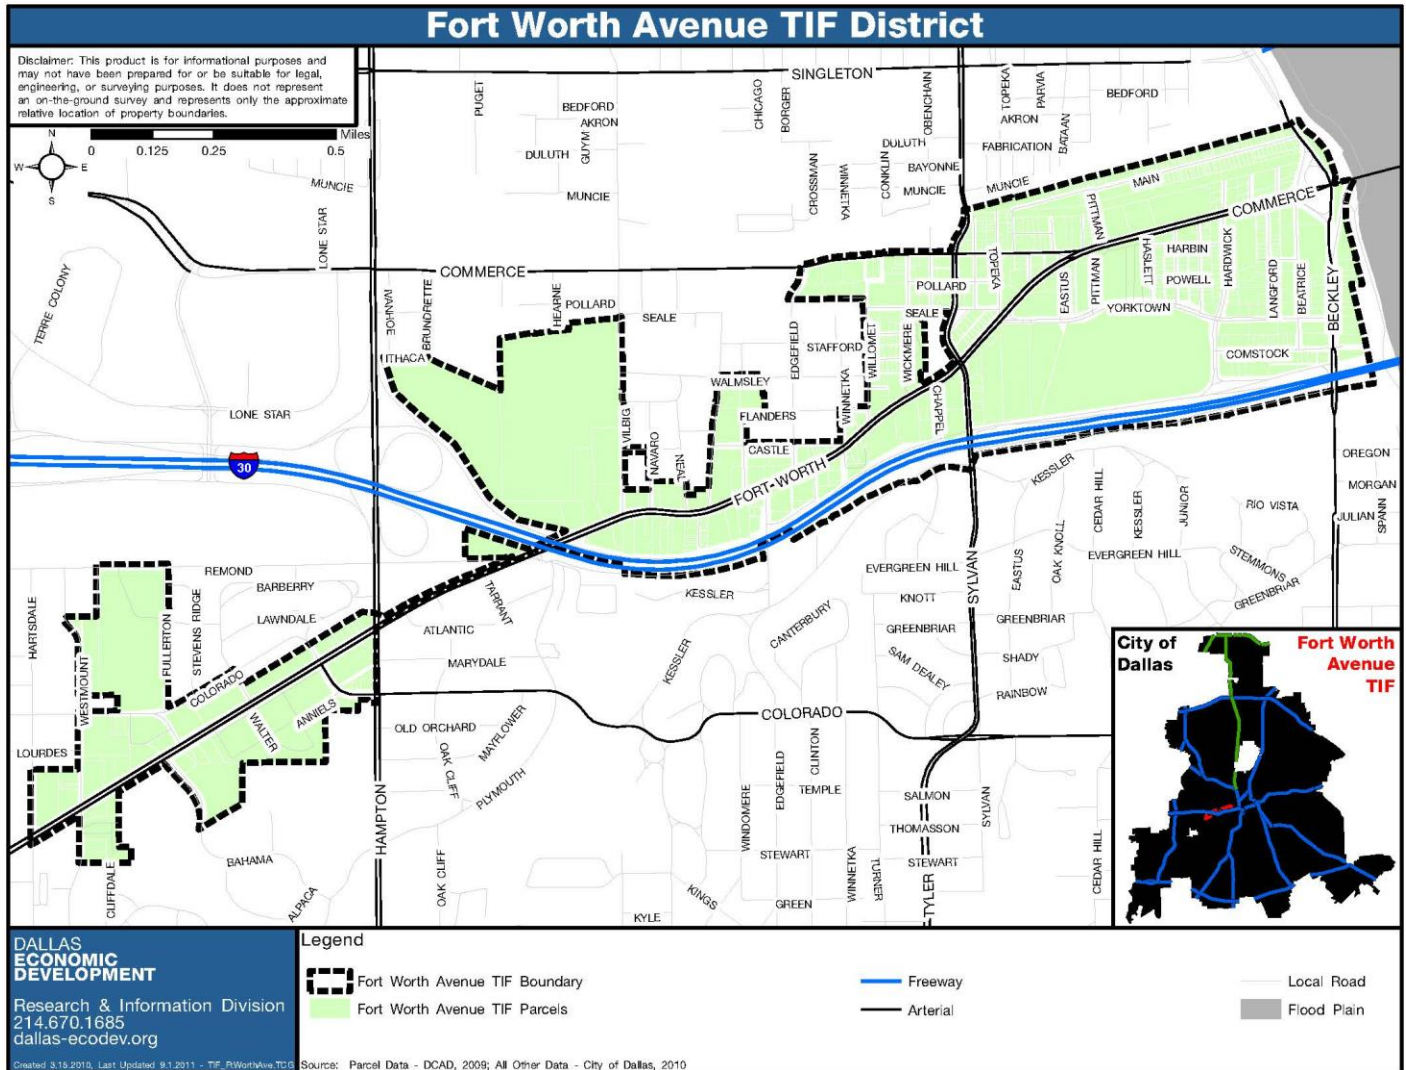 Fort Worth Avenue TIF District
Disclaimer: This product is for informational purposes and
may not have been prepared for or be suitable for legal,
engineering, or surveying purposes. It does not represent
an on-the-ground survey and represents only the approximate
relative location of property boundaries.
N
W E
S
Miles
0 0.125 0.25 0.5
SINGLETON
PUGET
BEDFORD
AKRON
GUYM
DULUTH
MUNCIE
CHICAGO
BORGER
OBENCHAIN
TOPEKA
PARVIA
BEDFORD
AKRON
BATAAN
FABRICATION
DULUTH
BAYONNE
MUNCIE
CONKLIN
CROSSMAN
WINNETKA
MUNCIE
MAIN
COMMERCE
MUNCIE
LONE STAR
TERRE COLONY
COMMERCE
IVANHOE
BRUNDRETTE
HEARNE
POLLARD
SEALE
ITHACA
PITTMAN
TOPEKA
EASTUS
PITTMAN
HASLETT
HARBIN
POWELL
HARDWICK
LANGFORD
BEATRICE
BECKLEY
YORKTOWN
COMSTOCK
POLLARD
SEALE
EDGEFIELD
STAFFORD
WILLOMET
WICKMERE
WINNETKA
CHAPPEL
WALMSLEY
FLANDERS
CASTLE
VILBIG
NAVARO
NEAL
FORT WORTH
LONE STAR
30
KESSLER
CEDAR HILL
KESSLER
JUNIOR
RIO VISTA
OREGON
MORGAN
JULIAN
SPANN
SYLVAN
EASTUS
OAK KNOLL
EVERGREEN HILL
STEMMONS
GREENBRIAR
EVERGREEN HILL
KNOTT
GREENBRIAR
GREENBRIAR
SAM DEALEY
SHADY
RAINBOW
KESSLER
KESSLER
CANTERBURY
HARTSDALE
REMOND
BARBERRY
LAWNDALE
STEVENS RIDGE
FULLERTON
WESTMOUNT
COLORADO
WALTER
ANNIELS
LOURDES
TARRANT
ATLANTIC
MARYDALE
OLD ORCHARD
MAYFLOWER
OAK CLIFF
PLYMOUTH
HAMPTON
COLORADO
WINDOMERE
EDGEFIELD
CLINTON
TEMPLE
SALMON
SYLVAN
THOMASSON
STEWART
STEWART
WINNETKA
TURNER
TYLER
CEDAR HILL
GREEN
KINGS
KYLE
OAK CLIFF
BAHAMA
ALPACA
CLIFFDALE
City of
Dallas
Fort Worth
Avenue
TIF
DALLAS
ECONOMIC
DEVELOPMENT
Research & Information Division
214.670.1685
dallas-ecodev.org
Created 3.15.2010, Last Updated 9.1.2011 - TIF_FtWorthAve.TCG
Legend
Fort Worth Avenue TIF Boundary
Fort Worth Avenue TIF Parcels
Freeway
Arterial
Local Road
Flood Plain
Source: Parcel Data - DCAD, 2009; All Other Data - City of Dallas, 2010